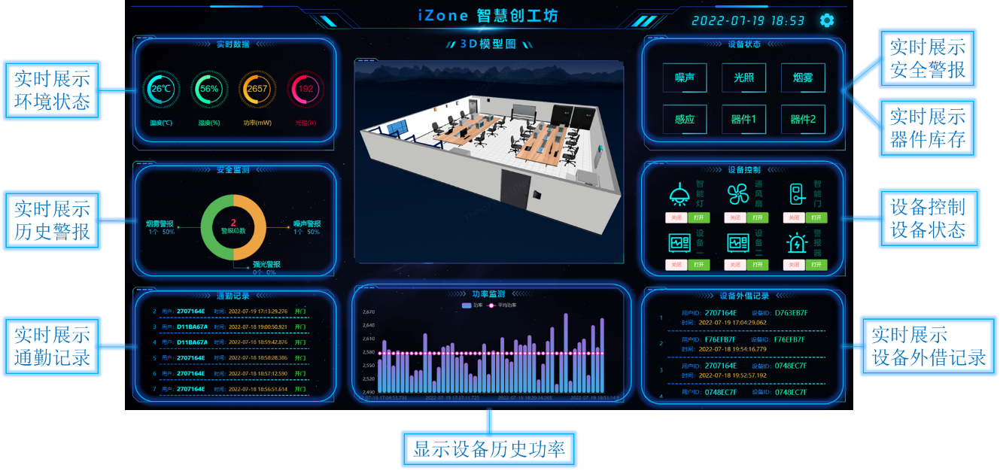 iZone 智慧创工坊
2022-07-19 18:53
实时展示
环境状态
实时数据
26℃
56%
2657
192
温度(℃)
湿度(%)
功率(mW)
光强(lx)
3D模型图
设备状态
噪声
光照
烟雾
感应
器件1
器件2
实时展示
安全警报
实时展示
器件库存
实时展示
历史警报
安全监测
烟雾警报
1个 50%
2
警报总数
噪声警报
1个 50%
强光警报
0个 0%
设备控制
智能灯
关闭 打开
通风扇
关闭 打开
智能门
关闭 打开
设备一
关闭 打开
设备二
关闭 打开
警报器
关闭 打开
设备控制
设备状态
实时展示
通勤记录
通勤记录
2 用户: 2707164E 时间: 2022-07-19 17:13:29.276 开门
3 用户: D11BA67A 时间: 2022-07-18 19:00:50.921 开门
4 用户: D11BA67A 时间: 2022-07-18 18:59:42.876 开门
5 用户: 2707164E 时间: 2022-07-18 18:58:28.386 开门
6 用户: 2707164E 时间: 2022-07-18 18:57:12.590 开门
7 用户: 2707164E 时间: 2022-07-18 18:56:51.614 开门
功率监测
功率 平均功率
2,670
2,640
2,610
2,580
2,550
2,520
2,490
2022-07-19 17:37:11.725
2022-07-19 19:29:34.065
设备外借记录
1 用户ID: 2707164E 设备ID: D763EB7F
时间: 2022-07-19 17:04:29.062
2 用户ID: F76EFB7F 设备ID: F76EFB7F
时间: 2022-07-18 19:54:16.779
3 用户ID: 2707164E 设备ID: 0748EC7F
时间: 2022-07-18 19:52:57.192
4 用户ID: 0748EC7F 设备ID: 0748EC7F
实时展示
设备外借记录
显示设备历史功率